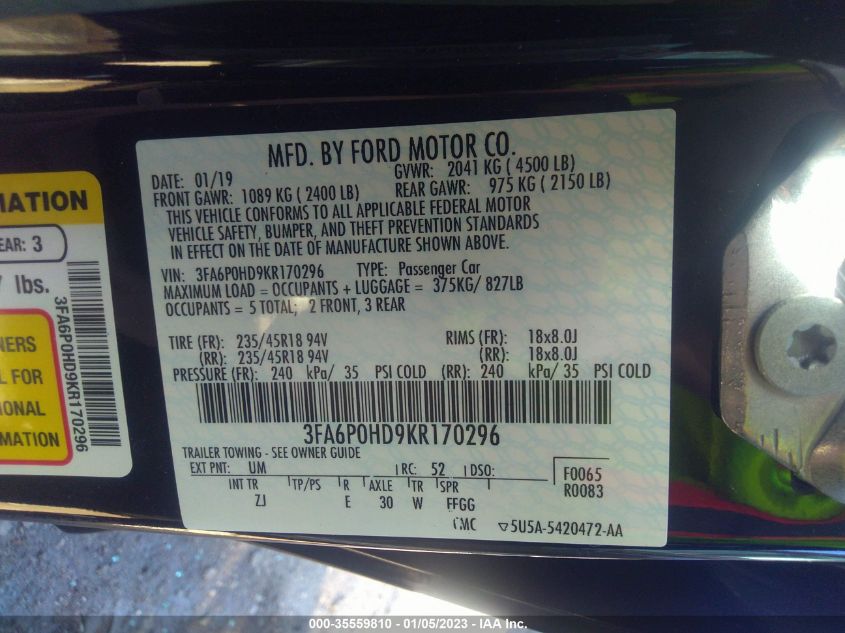 MFD. BY FORD MOTOR CO.
DATE: 01/19 GVWR: 2041 KG ( 4500 LB)
FRONT GAWR: 1089 KG ( 2400 LB) REAR GAWR: 975 KG ( 2150 LB)
THIS VEHICLE CONFORMS TO ALL APPLICABLE FEDERAL MOTOR
VEHICLE SAFETY, BUMPER, AND THEFT PREVENTION STANDARDS
IN EFFECT ON THE DATE OF MANUFACTURE SHOWN ABOVE.
VIN: 3FA6P0HD9KR170296 TYPE: Passenger Car
MAXIMUM LOAD = OCCUPANTS + LUGGAGE = 375KG/ 827LB
OCCUPANTS = 5 TOTAL; 2 FRONT, 3 REAR
TIRE (FR): 235/45R18 94V RIMS (FR): 18x8.0J
(RR): 235/45R18 94V (RR): 18x8.0J
PRESSURE (FR): 240 kPa/ 35 PSI COLD (RR): 240 kPa/ 35 PSI COLD
3FA6P0HD9KR170296
TRAILER TOWING - SEE OWNER GUIDE
EXT PNT: UM RC: 52 DSO: F0065
INT TR TP/PS R AXLE TR SPR R0083
ZJ E 30 W FFGG
5U5A-5420472-AA
MATION
EAR: 3
lbs.
NERS
L FOR
IONAL
RMATION
3FA6P0HD9KR170296
000 - 35559810 - 01/05/2023 - IAA Inc.